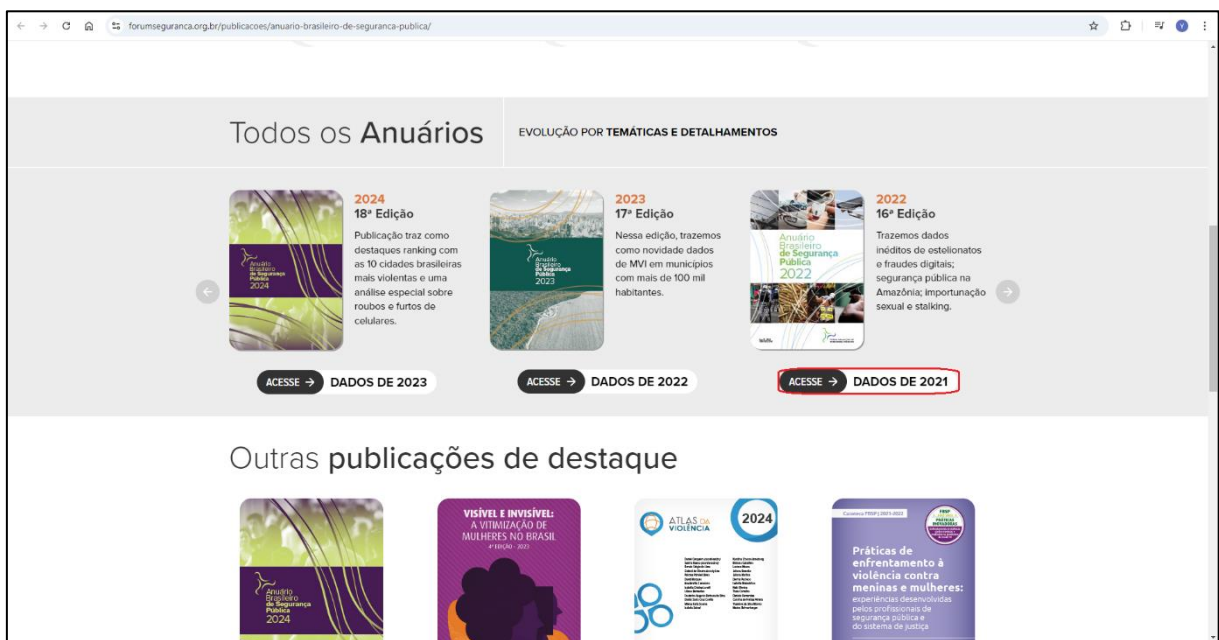 forumseguranca.org.br/publicacoes/anuario-brasileiro-de-seguranca-publica/
Y
Todos os Anuários
EVOLUÇÃO POR TEMÁTICAS E DETALHAMENTOS
Anuário
Brasileiro
de Segurança
Pública
2024
2024
18ª Edição
Publicação traz como
destaques ranking com
as 10 cidades brasileiras
mais violentas e uma
análise especial sobre
roubos e furtos de
celulares.
Anuário
Brasileiro
de Segurança
Pública
2023
2023
17ª Edição
Nessa edição, trazemos
como novidade dados
de MVI em municípios
com mais de 100 mil
habitantes.
Anuário
Brasileiro
de Segurança
Pública
2022
2022
16ª Edição
Trazemos dados
inéditos de estelionatos
e fraudes digitais;
segurança pública na
Amazônia; importunação
sexual e stalking.
ACESSE → DADOS DE 2023
ACESSE → DADOS DE 2022
ACESSE → DADOS DE 2021
Outras publicações de destaque
Anuário
Brasileiro
de Segurança
Pública
2024
VISÍVEL E INVISÍVEL:
A VITIMIZAÇÃO DE
MULHERES NO BRASIL
4ª EDIÇÃO - 2023
ATLAS DA
VIOLÊNCIA
2024
Práticas de
enfrentamento à
violência contra
meninas e mulheres:
experiências desenvolvidas
pelos profissionais de
segurança pública e
do sistema de justiça